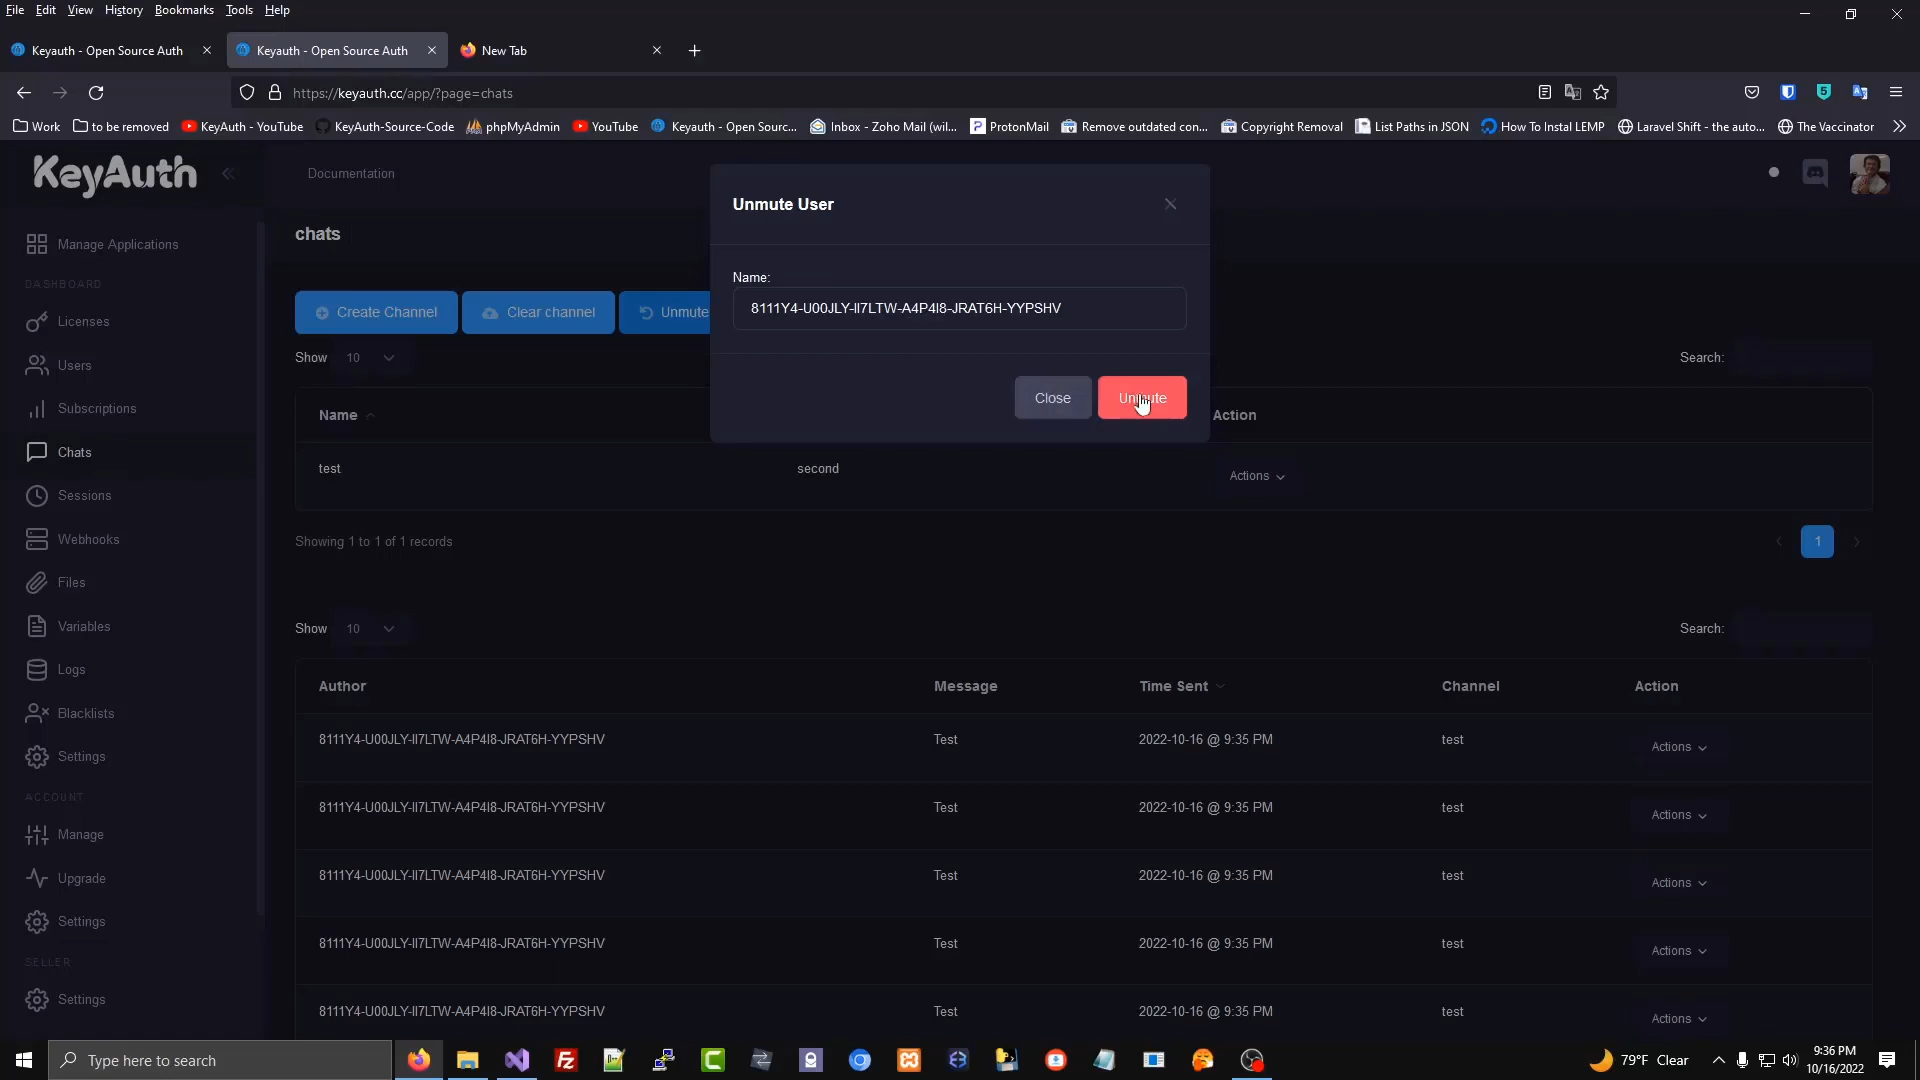 File Edit View History Bookmarks Tools Help
Keyauth - Open Source Auth
Keyauth - Open Source Auth
New Tab
https://keyauth.cc/app/?page=chats
Work to be removed KeyAuth - YouTube KeyAuth-Source-Code phpMyAdmin YouTube Keyauth - Open Sourc... Inbox - Zoho Mail (wil... ProtonMail Remove outdated con... Copyright Removal List Paths in JSON How To Instal LEMP Laravel Shift - the auto... The Vaccinator
KeyAuth
Documentation
chats
Manage Applications
DASHBOARD
Licenses
Users
Subscriptions
Chats
Sessions
Webhooks
Files
Variables
Logs
Blacklists
Settings
ACCOUNT
Manage
Upgrade
Settings
SELLER
Settings
Create Channel Clear channel Unmute
Unmute User
Name:
8111Y4-U00JLY-II7LTW-A4P4I8-JRAT6H-YYPSHV
Close Unmute
Show 10 Search:
Name Action
test second Actions
Showing 1 to 1 of 1 records 1
Show 10 Search:
Author Message Time Sent Channel Action
8111Y4-U00JLY-II7LTW-A4P4I8-JRAT6H-YYPSHV Test 2022-10-16 @ 9:35 PM test Actions
8111Y4-U00JLY-II7LTW-A4P4I8-JRAT6H-YYPSHV Test 2022-10-16 @ 9:35 PM test Actions
8111Y4-U00JLY-II7LTW-A4P4I8-JRAT6H-YYPSHV Test 2022-10-16 @ 9:35 PM test Actions
8111Y4-U00JLY-II7LTW-A4P4I8-JRAT6H-YYPSHV Test 2022-10-16 @ 9:35 PM test Actions
8111Y4-U00JLY-II7LTW-A4P4I8-JRAT6H-YYPSHV Test 2022-10-16 @ 9:35 PM test Actions
Type here to search
79°F Clear
9:36 PM
10/16/2022